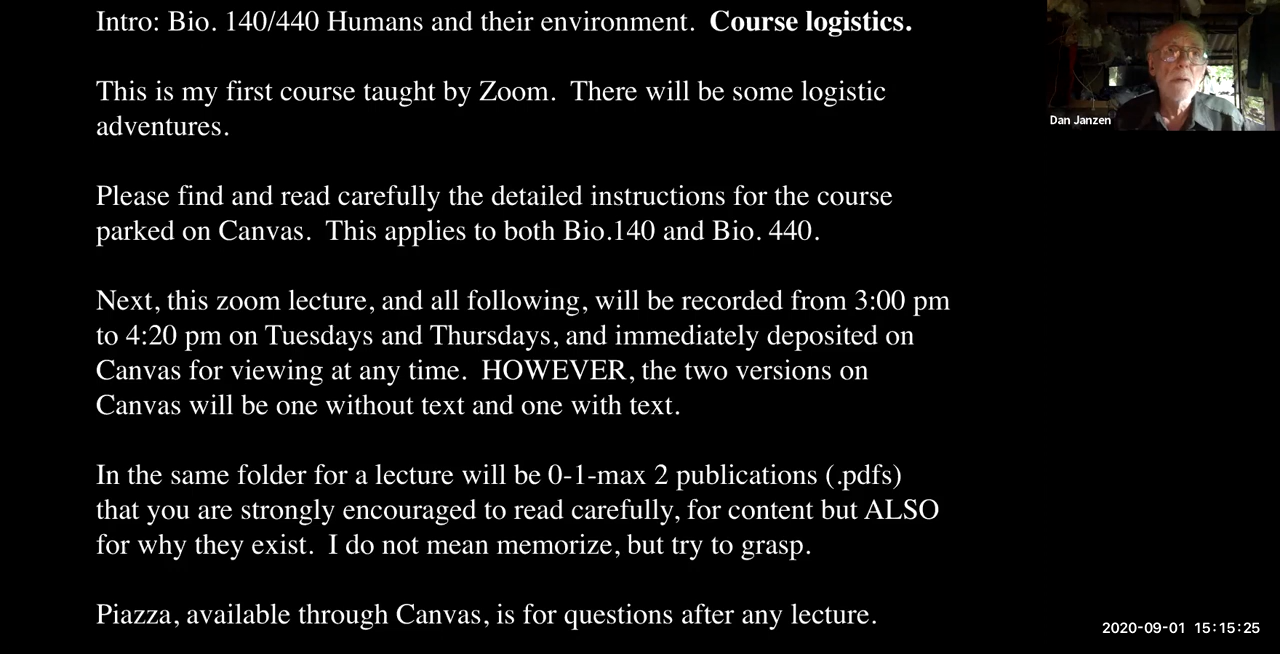 Intro: Bio. 140/440 Humans and their environment.  Course logistics.
This is my first course taught by Zoom.  There will be some logistic
adventures.
Please find and read carefully the detailed instructions for the course
parked on Canvas.  This applies to both Bio.140 and Bio. 440.
Next, this zoom lecture, and all following, will be recorded from 3:00 pm
to 4:20 pm on Tuesdays and Thursdays, and immediately deposited on
Canvas for viewing at any time.  HOWEVER, the two versions on
Canvas will be one without text and one with text.
In the same folder for a lecture will be 0-1-max 2 publications (.pdfs)
that you are strongly encouraged to read carefully, for content but ALSO
for why they exist.  I do not mean memorize, but try to grasp.
Piazza, available through Canvas, is for questions after any lecture.
Dan Janzen
2020-09-01 15:15:25